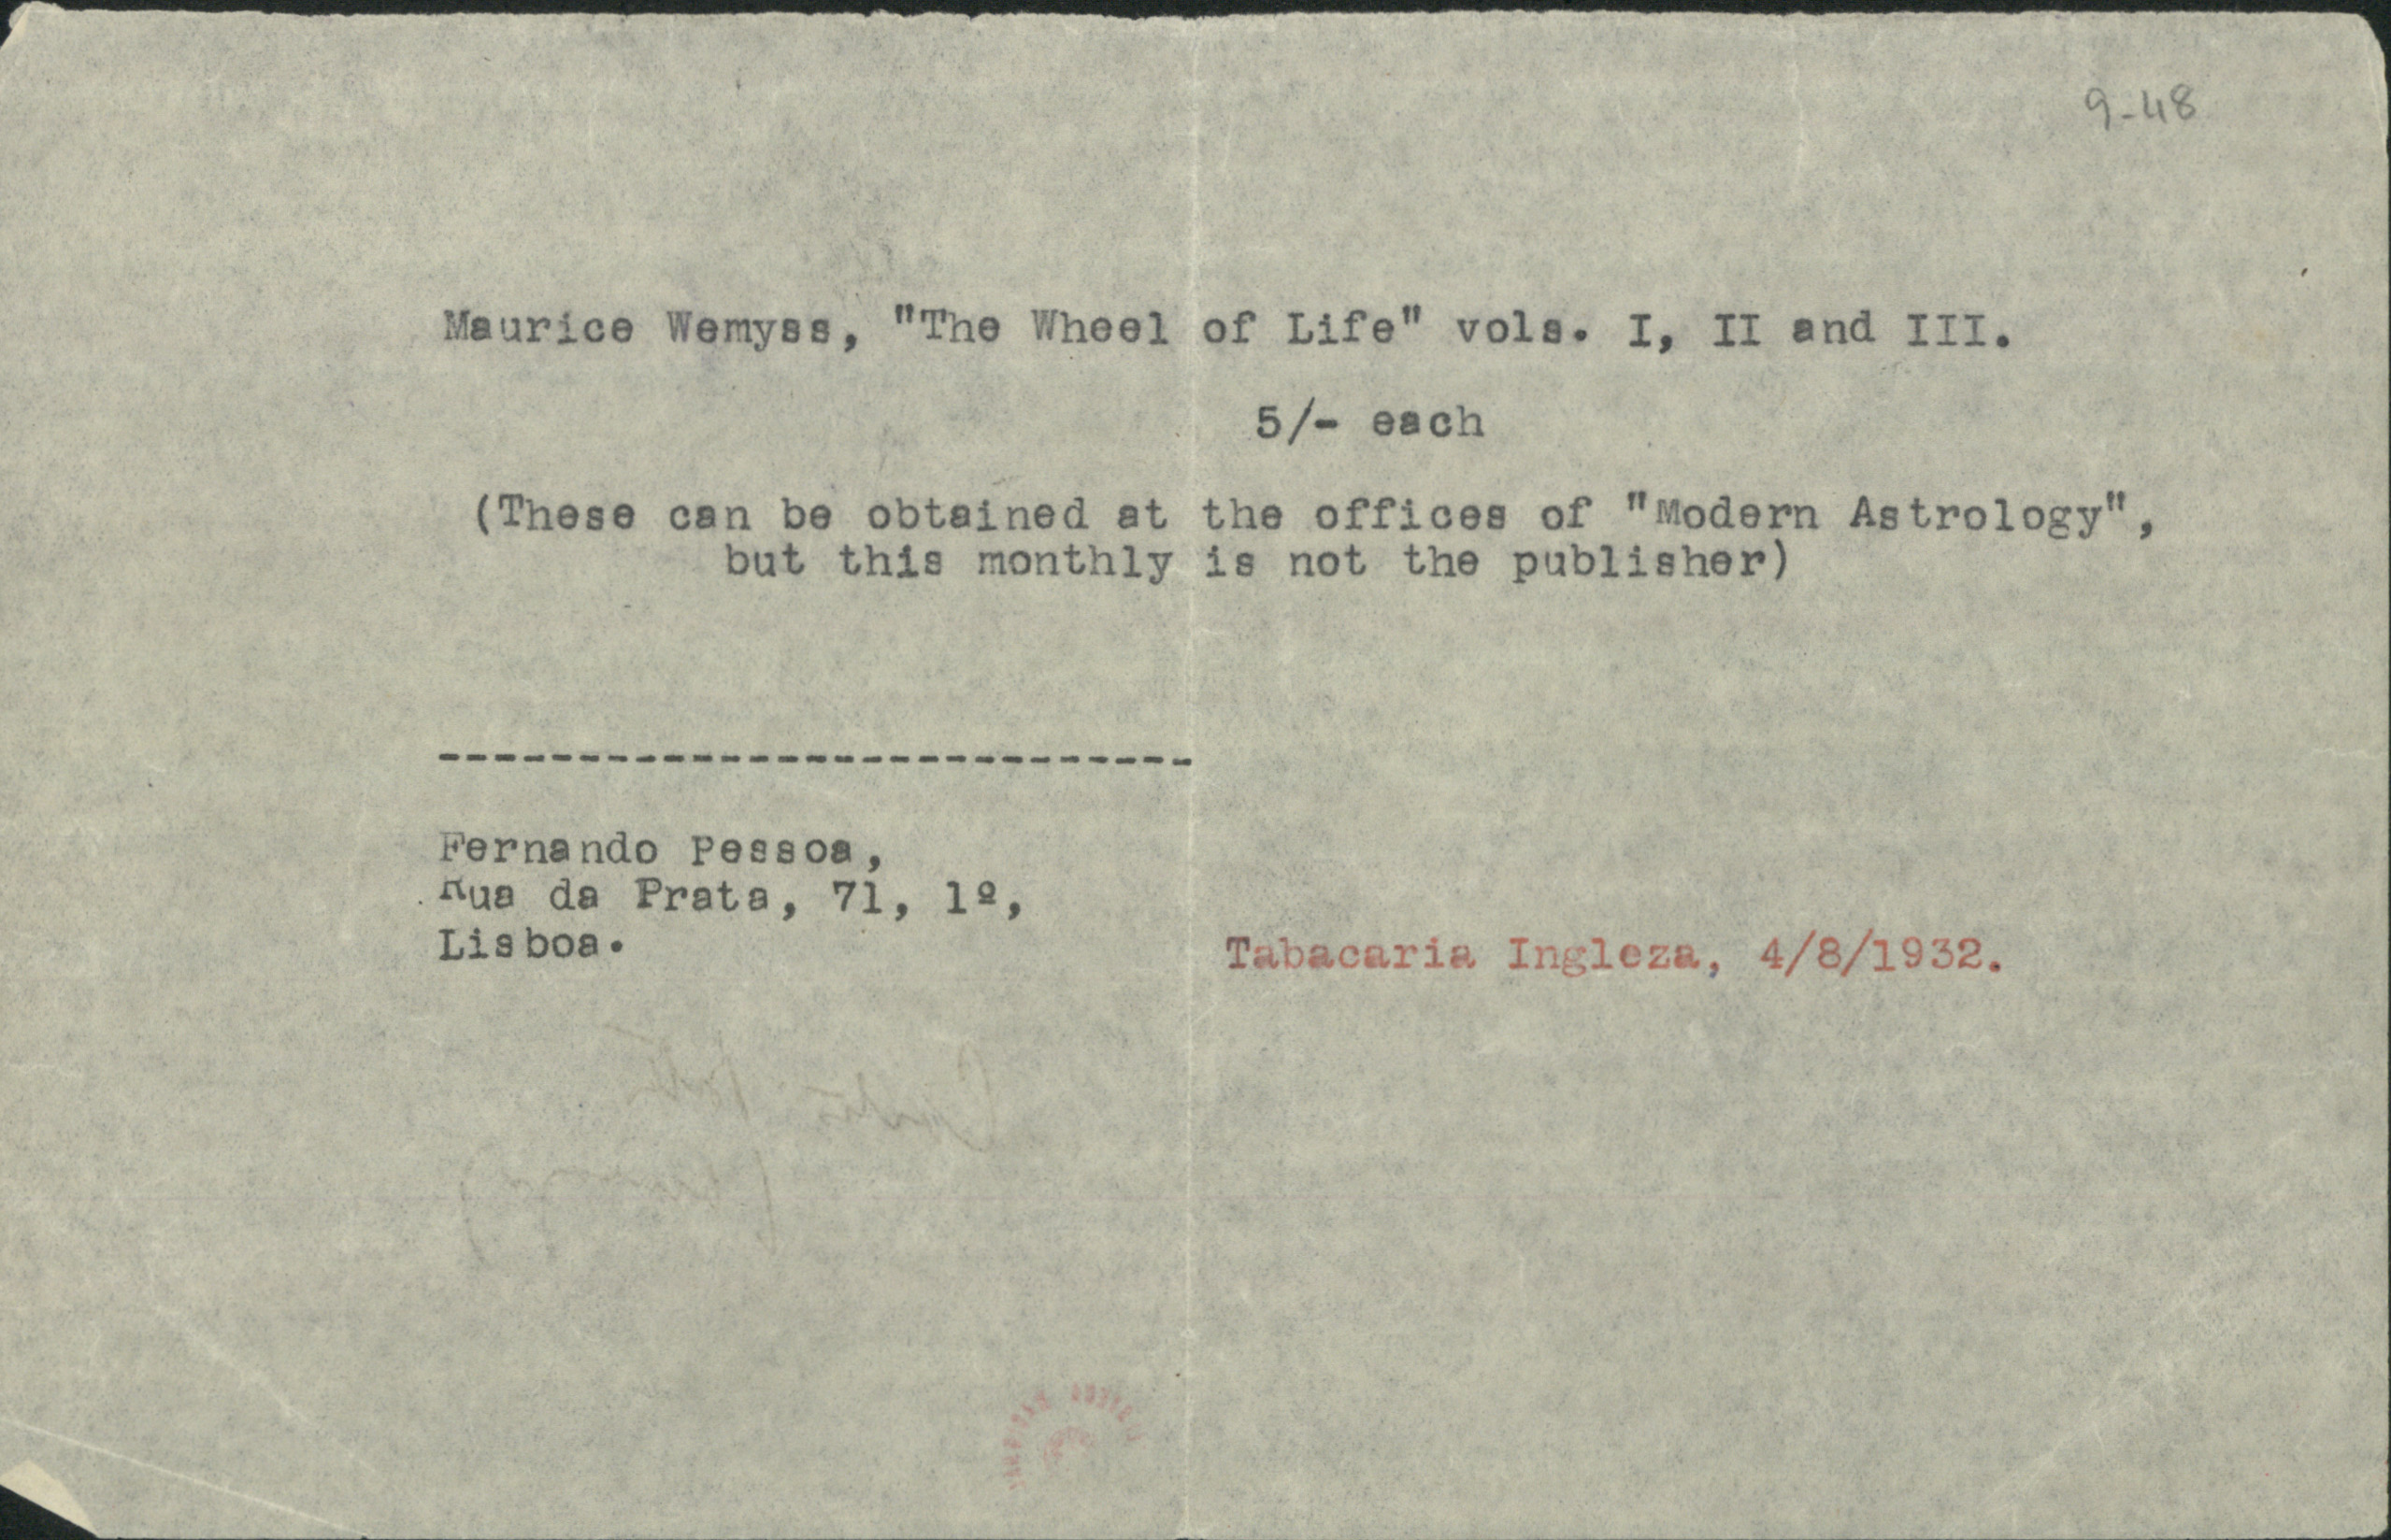 9-48
Maurice Wemyss, "The Wheel of Life" vols. I, II and III.
5/- each
(These can be obtained at the offices of "Modern Astrology",
but this monthly is not the publisher)
---------------------------
Fernando Pessoa,
Rua da Prata, 71, 1º,
Lisboa.
Tabacaria Ingleza, 4/8/1932.